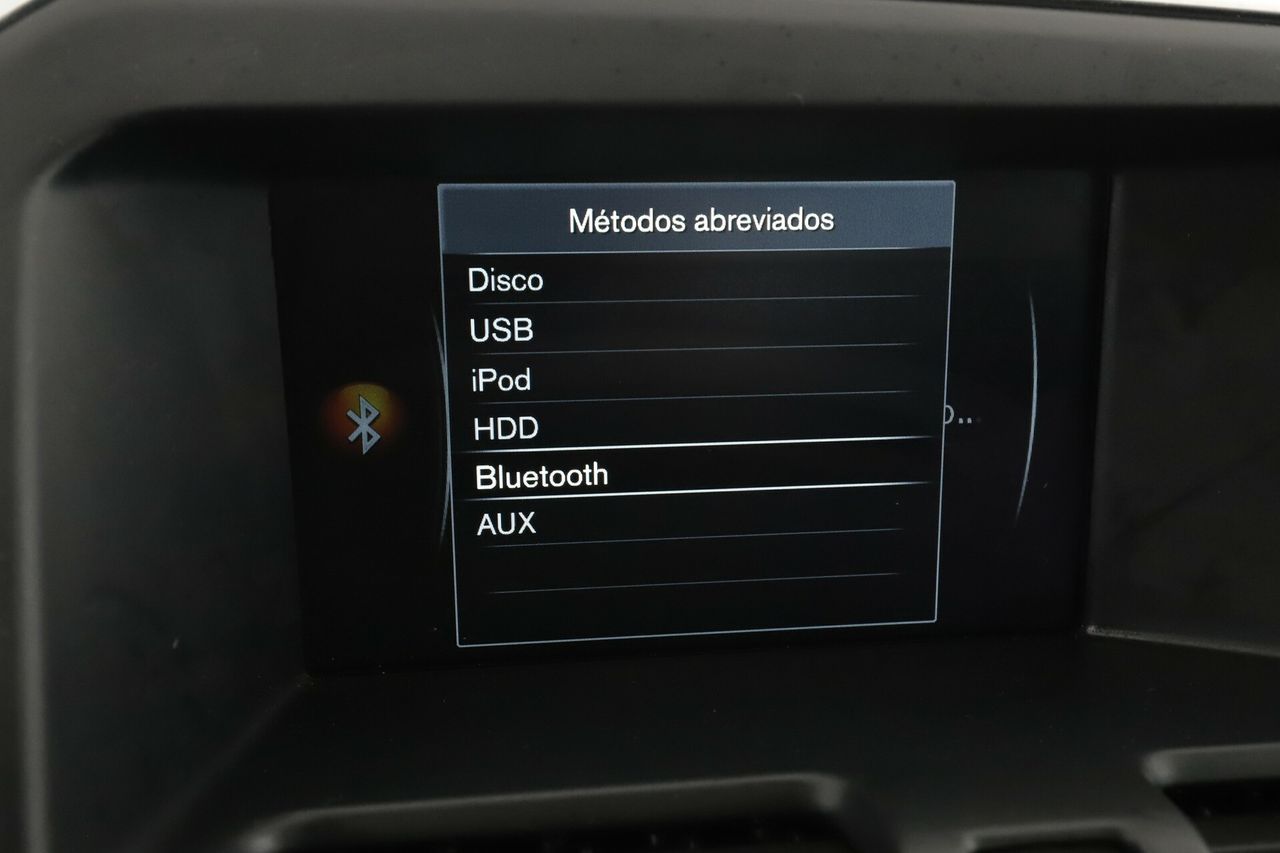 Métodos abreviados
Disco
USB
iPod
HDD
Bluetooth
AUX